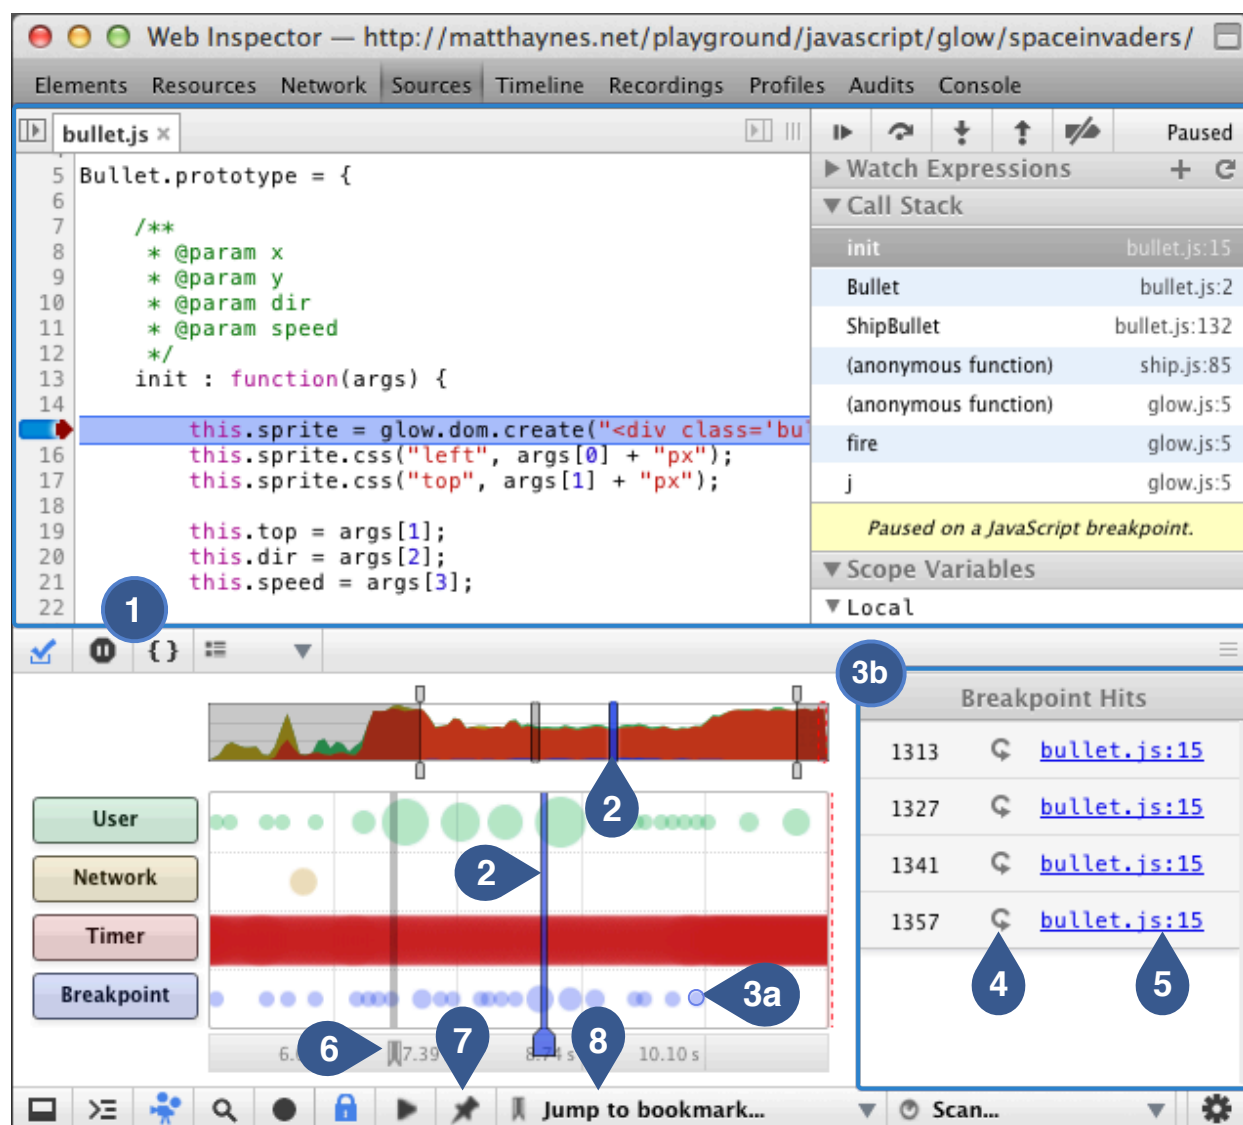 Web Inspector — http://matthaynes.net/playground/javascript/glow/spaceinvaders/
Elements Resources Network Sources Timeline Recordings Profiles Audits Console
bullet.js ×
Paused
5 Bullet.prototype = {
6
7 /**
8 * @param x
9 * @param y
10 * @param dir
11 * @param speed
12 */
13 init : function(args) {
14
this.sprite = glow.dom.create("<div class='bul
16 this.sprite.css("left", args[0] + "px");
17 this.sprite.css("top", args[1] + "px");
18
19 this.top = args[1];
20 this.dir = args[2];
21 this.speed = args[3];
22
Watch Expressions
Call Stack
init bullet.js:15
Bullet bullet.js:2
ShipBullet bullet.js:132
(anonymous function) ship.js:85
(anonymous function) glow.js:5
fire glow.js:5
j glow.js:5
Paused on a JavaScript breakpoint.
Scope Variables
Local
1
{}
3b
Breakpoint Hits
1313 bullet.js:15
1327 bullet.js:15
1341 bullet.js:15
1357 bullet.js:15
4
5
2
User
2
Network
Timer
Breakpoint
3a
6
7
8
7.39
10.10 s
Jump to bookmark...
Scan...